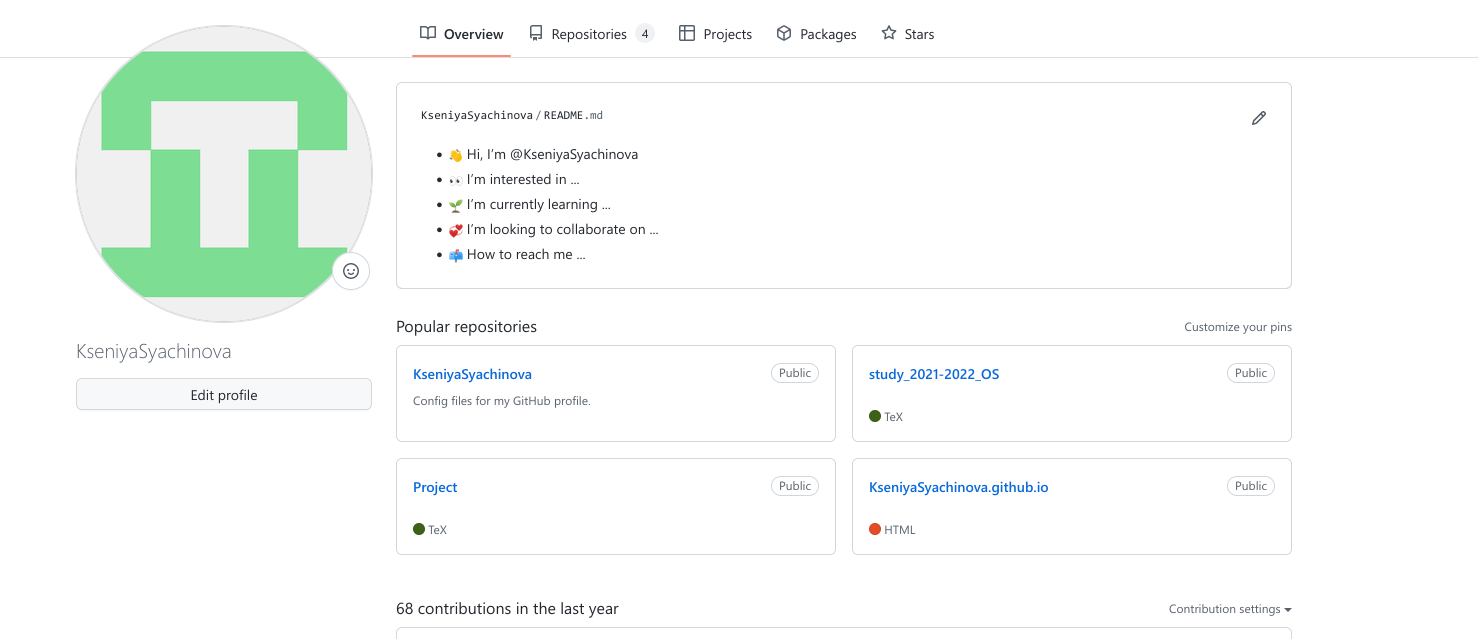 Overview Repositories 4 Projects Packages Stars
KseniyaSyachinova / README.md
👋 Hi, I’m @KseniyaSyachinova
👀 I’m interested in ...
🌱 I’m currently learning ...
💞️ I’m looking to collaborate on ...
📫 How to reach me ...
KseniyaSyachinova
Edit profile
Popular repositories Customize your pins
KseniyaSyachinova Public
Config files for my GitHub profile.
study_2021-2022_OS Public
TeX
Project Public
TeX
KseniyaSyachinova.github.io Public
HTML
68 contributions in the last year Contribution settings